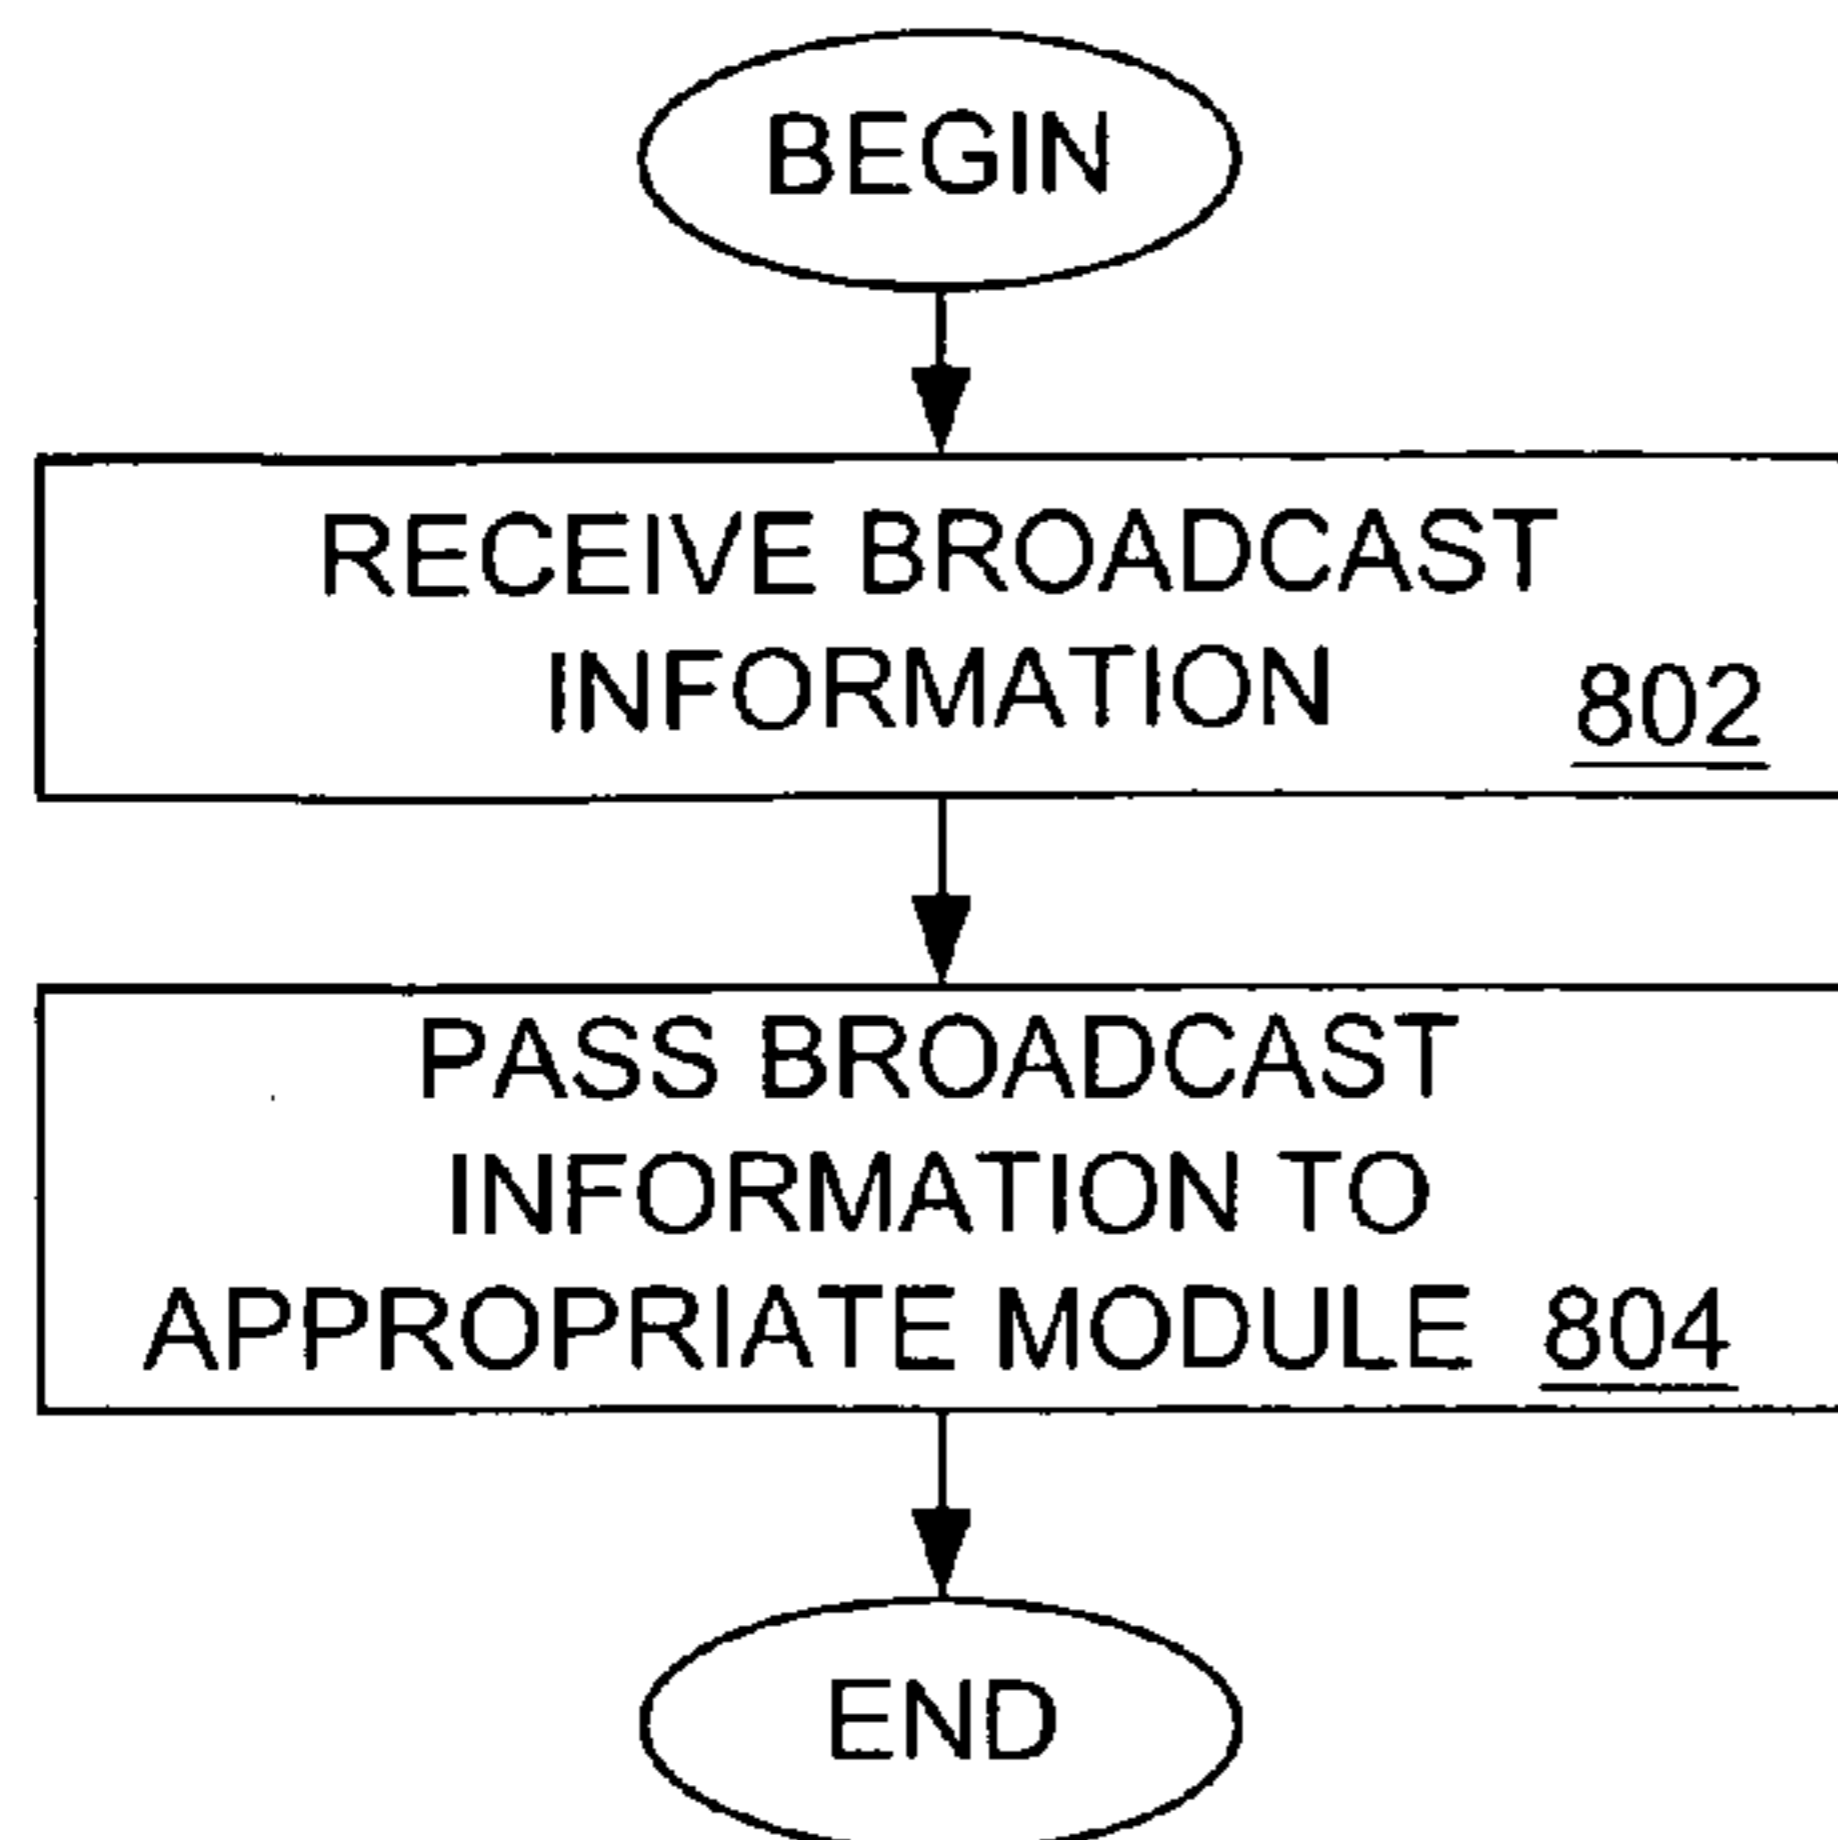 BEGIN
RECEIVE BROADCAST
INFORMATION 802
PASS BROADCAST
INFORMATION TO
APPROPRIATE MODULE 804
END